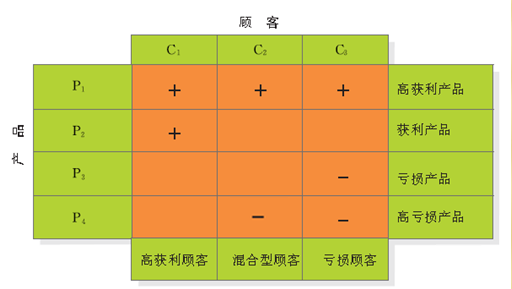 顾 客
C₁ C₂ C₃
P₁ + + + 高获利产品
P₂ + 获利产品
产品
P₃ − 亏损产品
P₄ − − 高亏损产品
高获利顾客 混合型顾客 亏损顾客